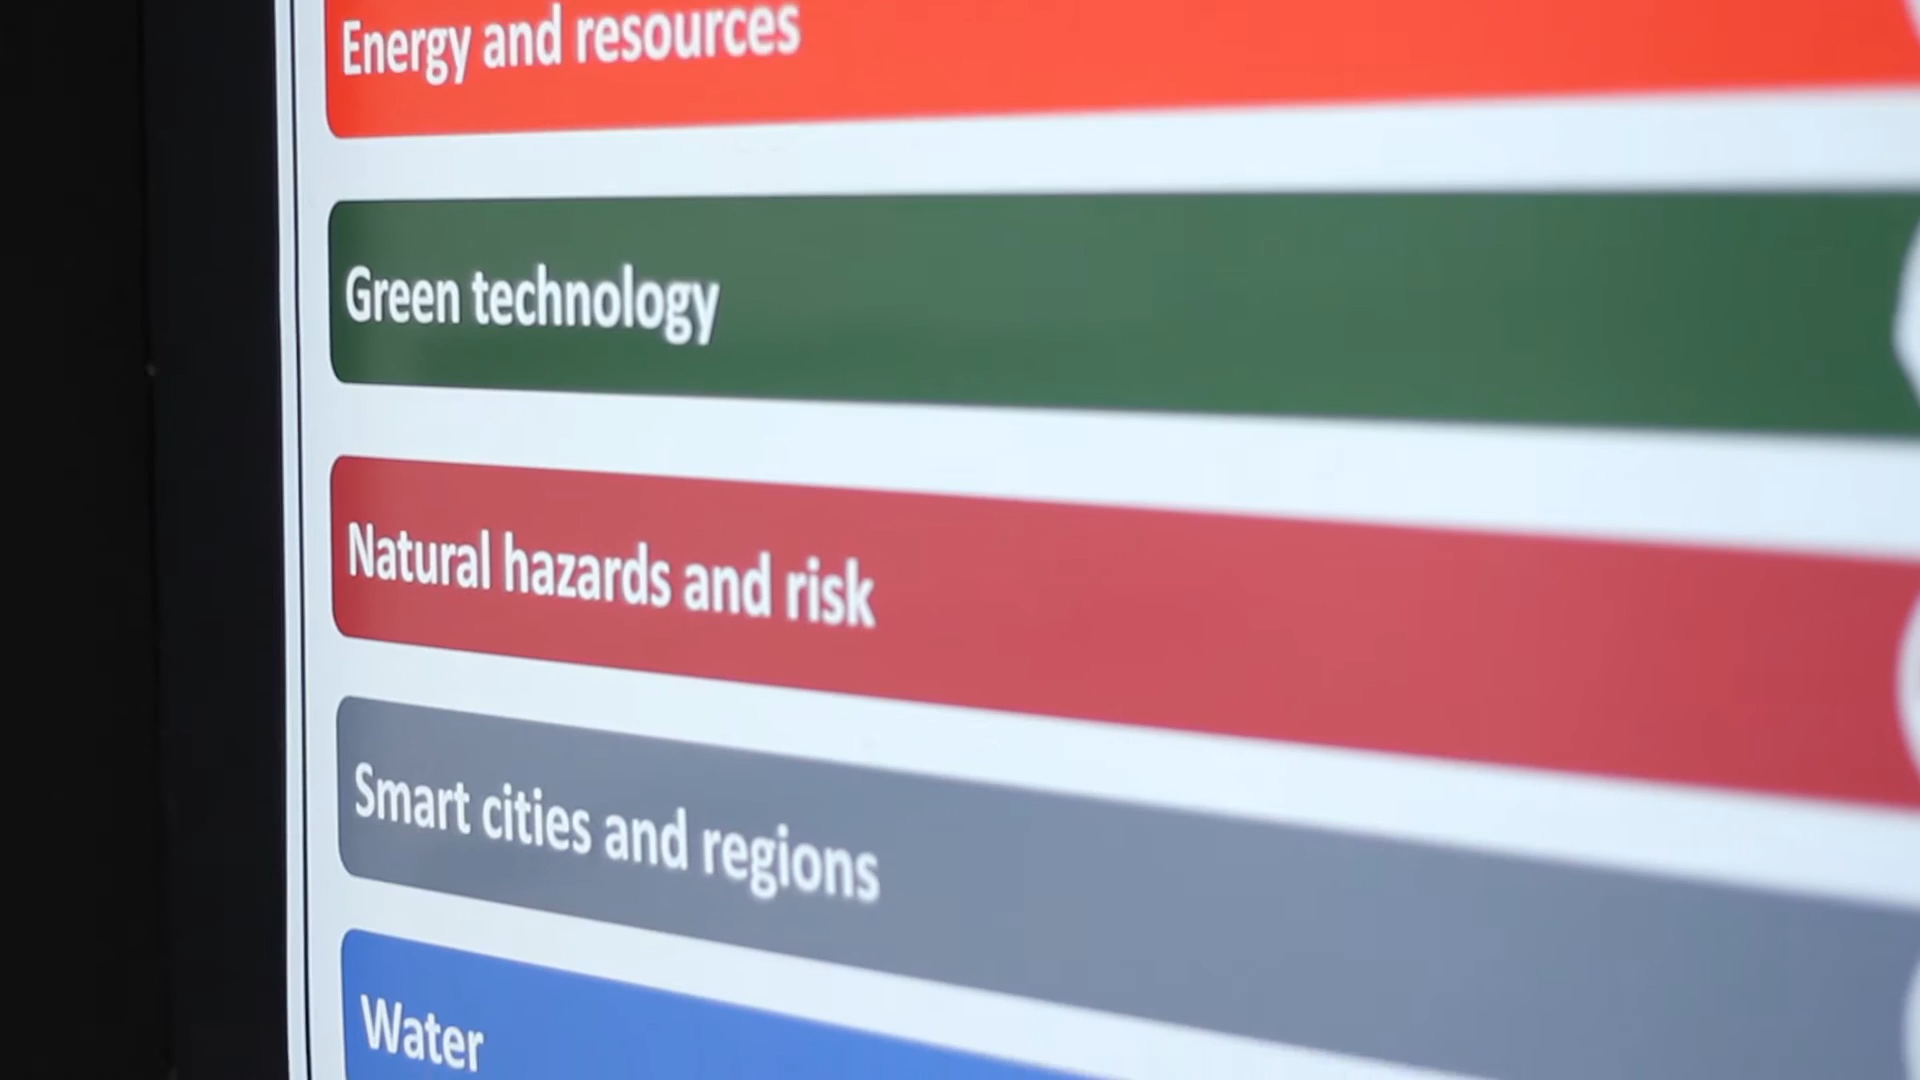 Energy and resources
Green technology
Natural hazards and risk
Smart cities and regions
Water